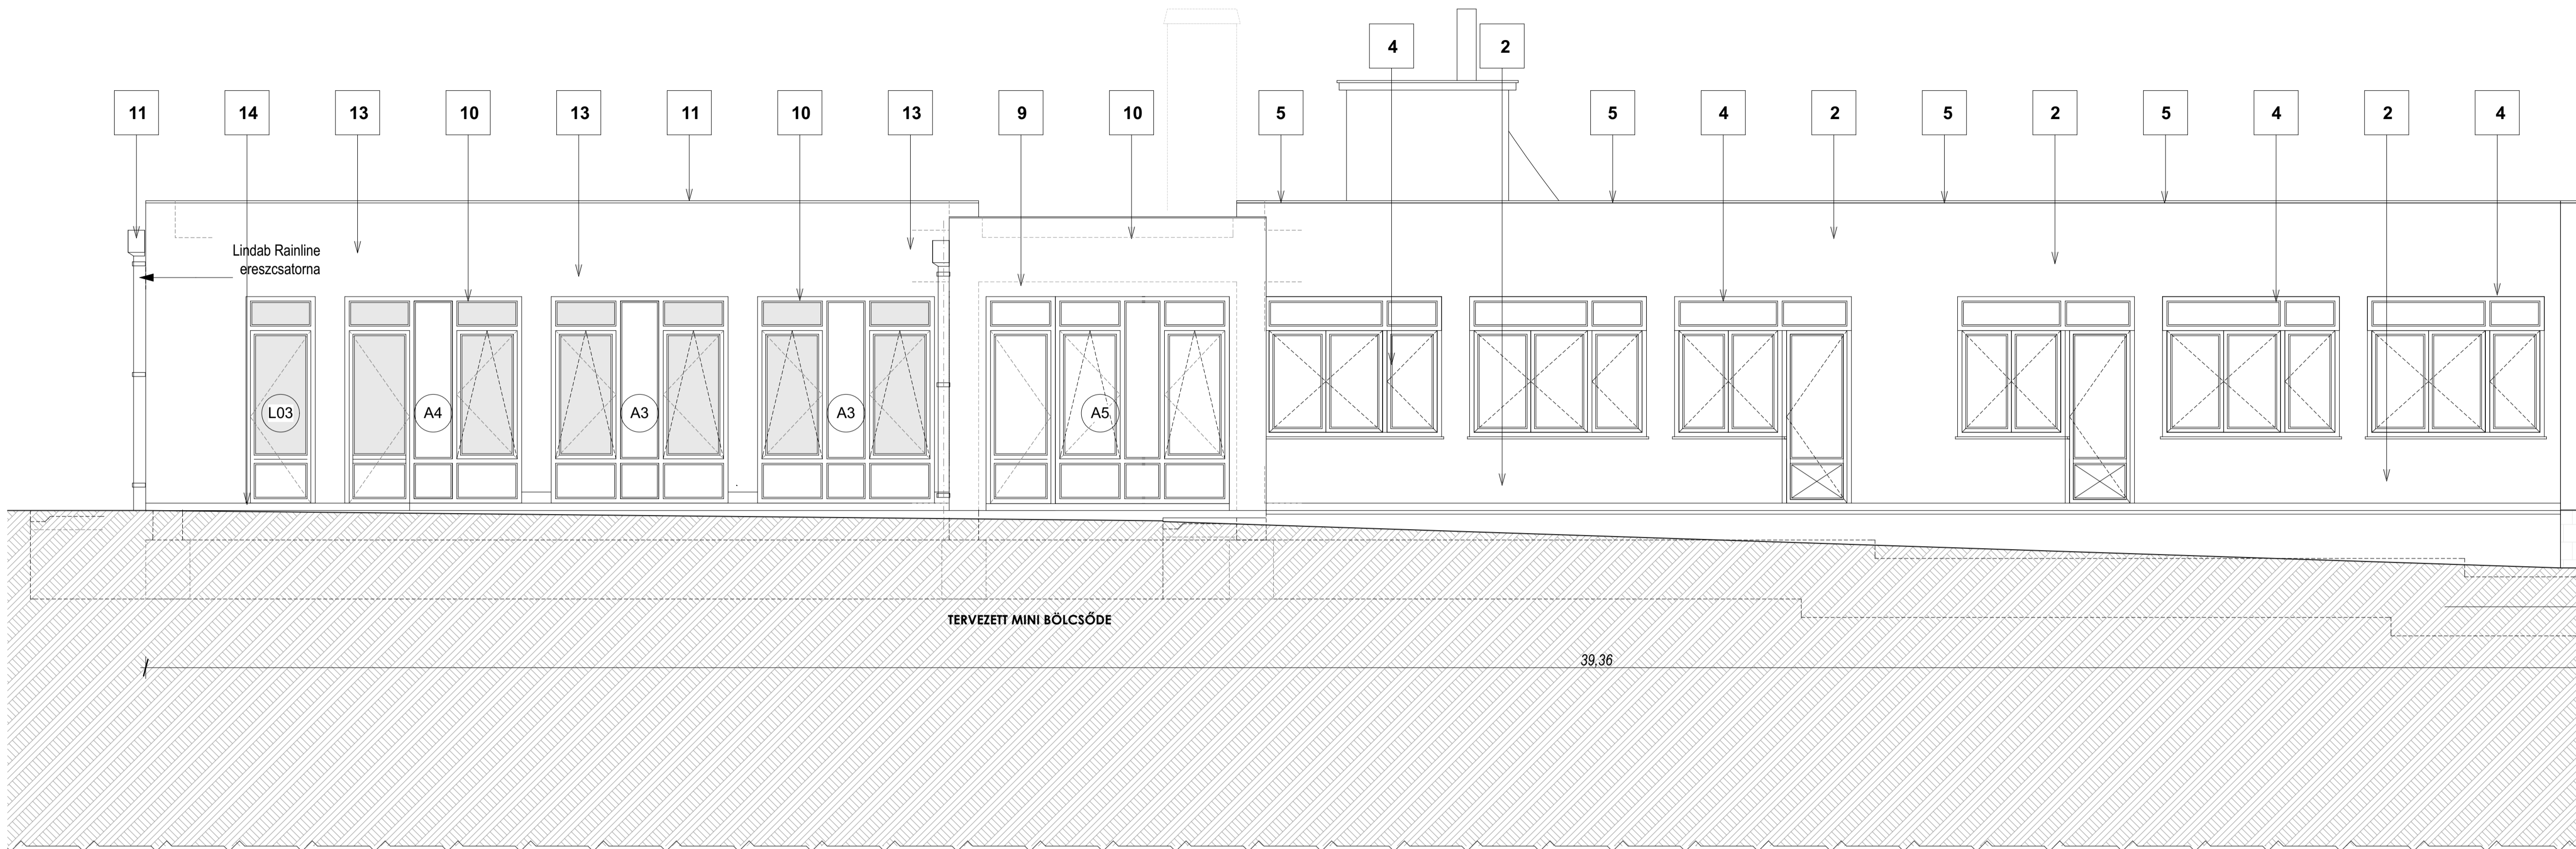 4 2
11 14 13 10 13 11 10 13 9 10 5 5 4 2 5 2 5 4 2 4
Lindab Rainline
ereszcsatorna
L03 A4 A3 A3 A5
TERVEZETT MINI BÖLCSŐDE
39,36